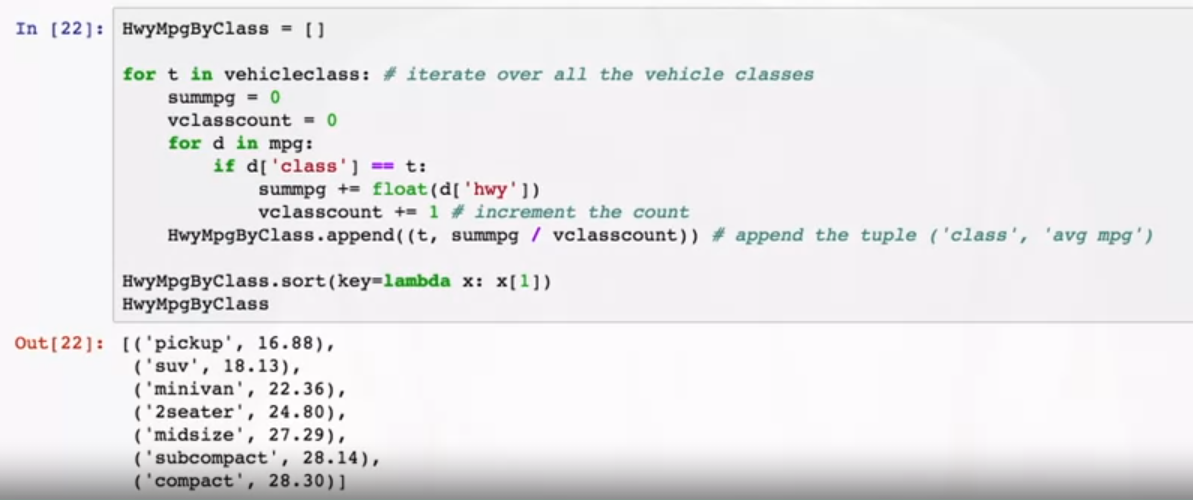 In [22]: HwyMpgByClass = []
for t in vehicleclass: # iterate over all the vehicle classes
    summpg = 0
    vclasscount = 0
    for d in mpg:
        if d['class'] == t:
            summpg += float(d['hwy'])
            vclasscount += 1 # increment the count
    HwyMpgByClass.append((t, summpg / vclasscount)) # append the tuple ('class', 'avg mpg')
HwyMpgByClass.sort(key=lambda x: x[1])
HwyMpgByClass
Out[22]: [('pickup', 16.88),
 ('suv', 18.13),
 ('minivan', 22.36),
 ('2seater', 24.80),
 ('midsize', 27.29),
 ('subcompact', 28.14),
 ('compact', 28.30)]